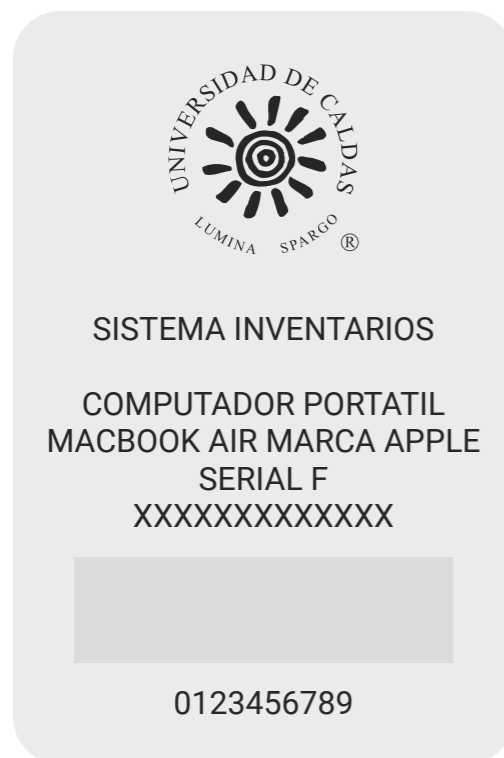 UNIVERSIDAD DE CALDAS
LUMINA SPARGO
®
SISTEMA INVENTARIOS
COMPUTADOR PORTATIL
MACBOOK AIR MARCA APPLE
SERIAL F
XXXXXXXXXXXXX
0123456789